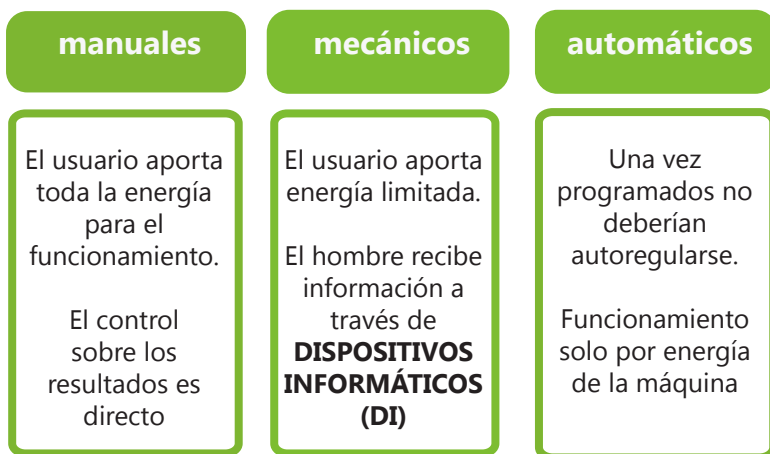 manuales
El usuario aporta
toda la energía
para el
funcionamiento.
El control
sobre los
resultados es
directo
mecánicos
El usuario aporta
energía limitada.
El hombre recibe
información a
través de
DISPOSITIVOS
INFORMÁTICOS
(DI)
automáticos
Una vez
programados no
deberían
autoregularse.
Funcionamiento
solo por energía
de la máquina